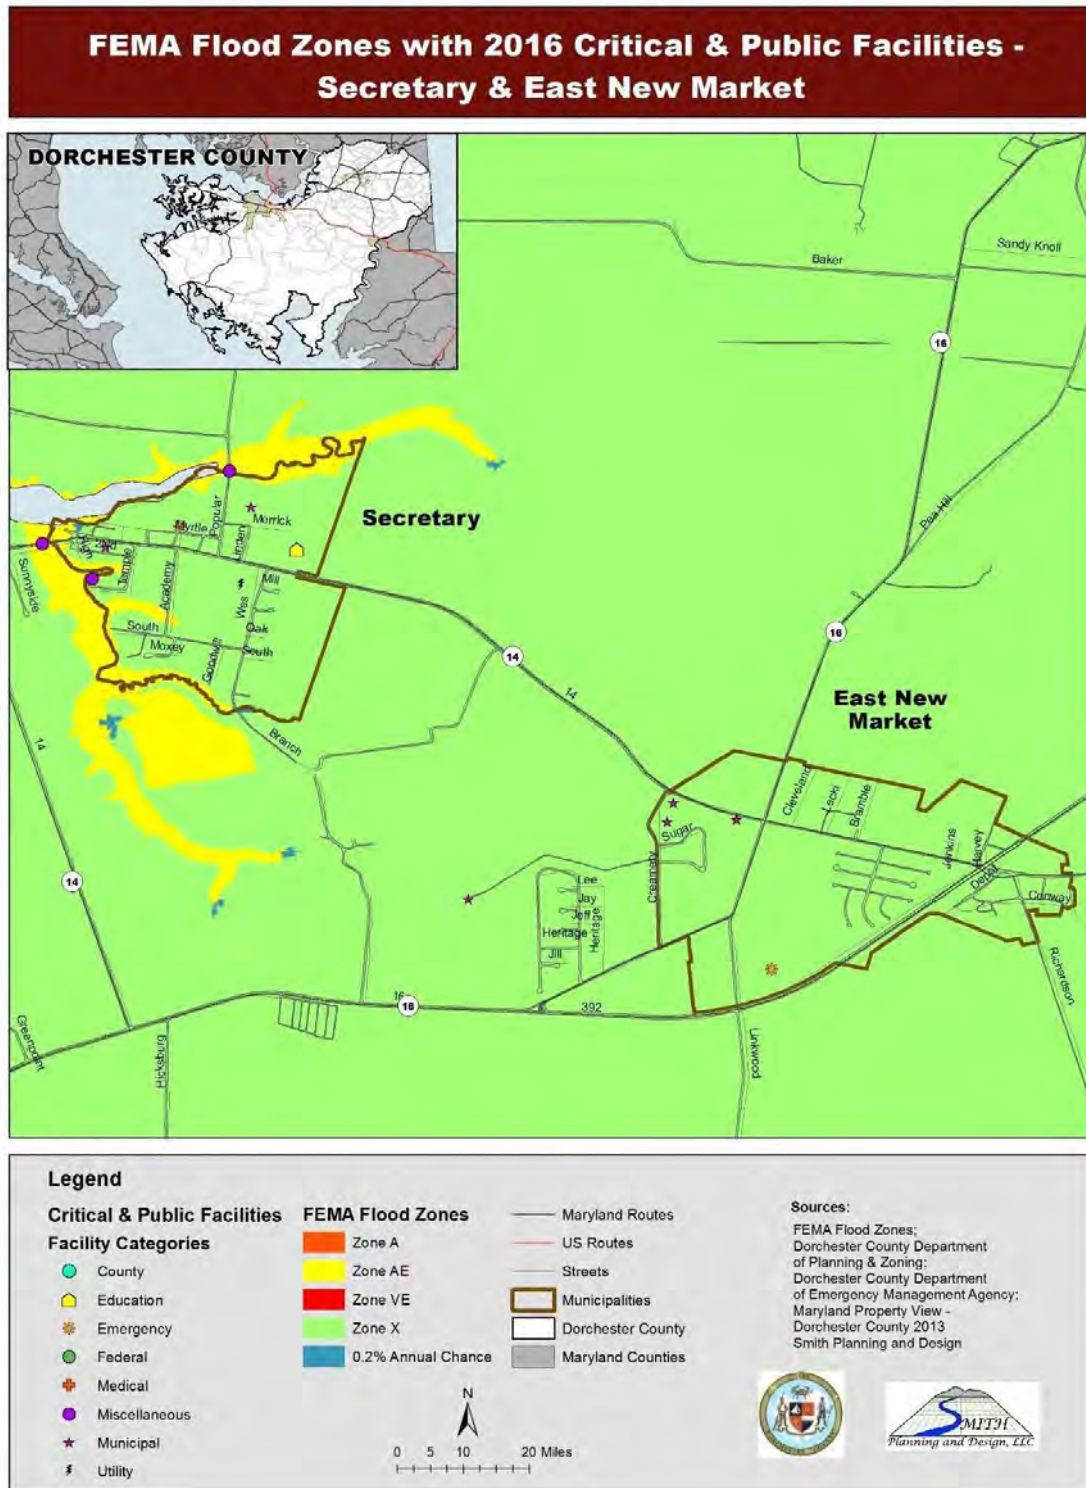 FEMA Flood Zones with 2016 Critical & Public Facilities -
Secretary & East New Market
DORCHESTER COUNTY
Sandy Knoll
Baker
16
Pea Hill
Secretary
Popular
Merrick
Myrtle
Linden
2Nd
Temple
Academy
Sunnyside
Mill
Wes
Oak
South
South
Moxey
Goodwill
Branch
14
14
16
14
14
East New
Market
Cleveland
Lecki
Bramble
Sugar
Creamery
Jenkins
Harvey
Depot
Conway
Lee
Jay
Jeff
Heritage
Heritage
Jill
Richardson
16
16
392
Linkwood
Greenpoint
Hicksburg
Legend
Critical & Public Facilities
Facility Categories
County
Education
Emergency
Federal
Medical
Miscellaneous
Municipal
Utility
FEMA Flood Zones
Zone A
Zone AE
Zone VE
Zone X
0.2% Annual Chance
Maryland Routes
US Routes
Streets
Municipalities
Dorchester County
Maryland Counties
N
0 5 10 20 Miles
Sources:
FEMA Flood Zones;
Dorchester County Department
of Planning & Zoning;
Dorchester County Department
of Emergency Management Agency;
Maryland Property View -
Dorchester County 2013
Smith Planning and Design
SMITH
Planning and Design, LLC